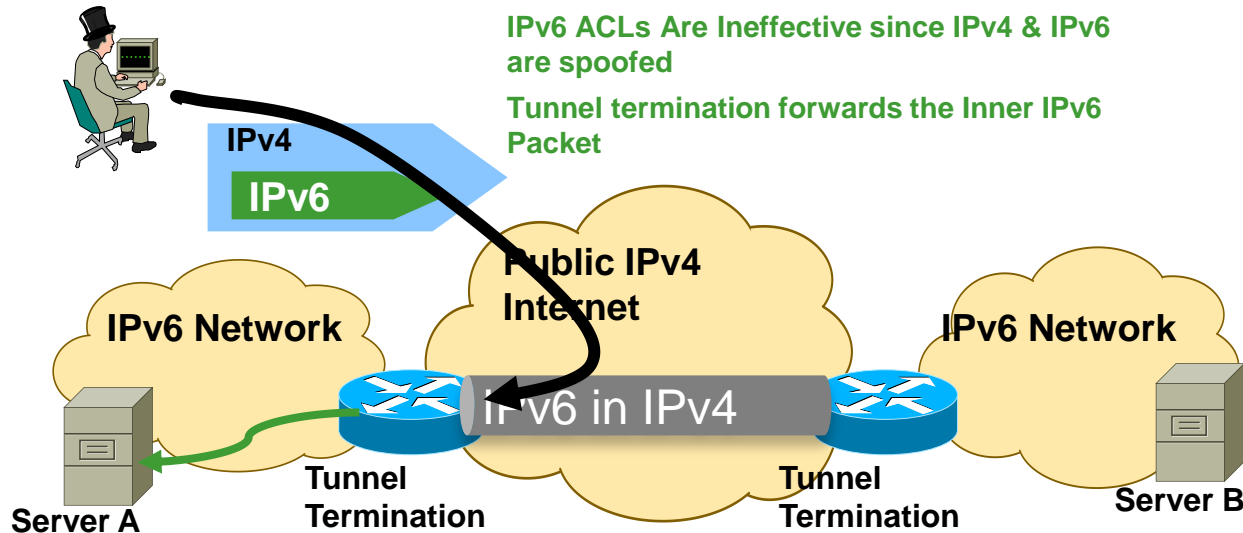 IPv6 ACLs Are Ineffective since IPv4 & IPv6
are spoofed
Tunnel termination forwards the Inner IPv6
Packet
IPv4
IPv6
Public IPv4
Internet
IPv6 Network
IPv6 Network
IPv6 in IPv4
Tunnel
Termination
Tunnel
Termination
Server A
Server B